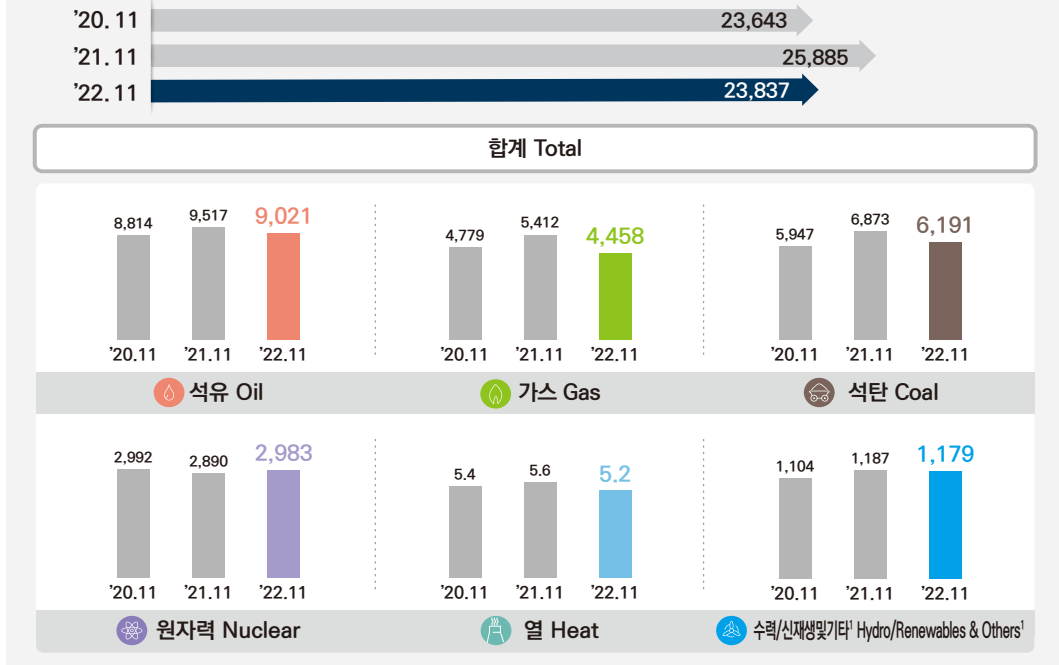 ’20.11 23,643
’21.11 25,885
’22.11 23,837
합계 Total
8,814 9,517 9,021
’20.11 ’21.11 ’22.11
석유 Oil
4,779 5,412 4,458
’20.11 ’21.11 ’22.11
가스 Gas
5,947 6,873 6,191
’20.11 ’21.11 ’22.11
석탄 Coal
2,992 2,890 2,983
’20.11 ’21.11 ’22.11
원자력 Nuclear
5.4 5.6 5.2
’20.11 ’21.11 ’22.11
열 Heat
1,104 1,187 1,179
’20.11 ’21.11 ’22.11
수력/신재생및기타¹ Hydro/Renewables & Others¹